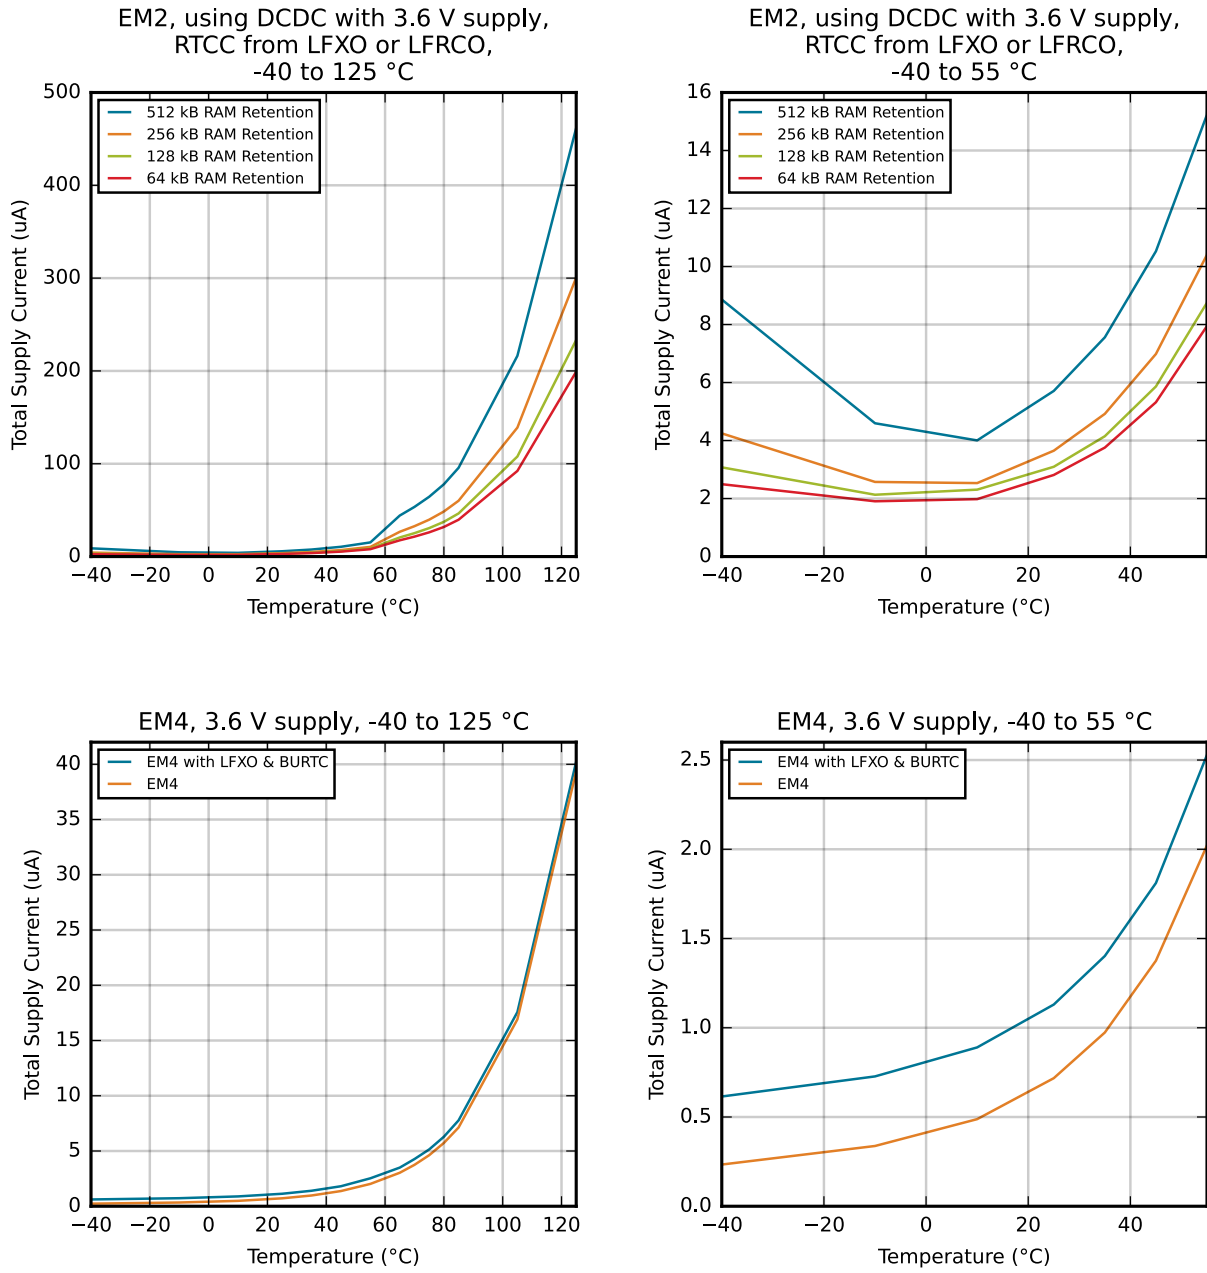 EM2, using DCDC with 3.6 V supply,
RTCC from LFXO or LFRCO,
-40 to 125 °C
500
400
300
200
100
0
Total Supply Current (uA)
512 kB RAM Retention
256 kB RAM Retention
128 kB RAM Retention
64 kB RAM Retention
−40 −20 0 20 40 60 80 100 120
Temperature (°C)
EM2, using DCDC with 3.6 V supply,
RTCC from LFXO or LFRCO,
-40 to 55 °C
16
14
12
10
8
6
4
2
0
Total Supply Current (uA)
512 kB RAM Retention
256 kB RAM Retention
128 kB RAM Retention
64 kB RAM Retention
−40 −20 0 20 40
Temperature (°C)
EM4, 3.6 V supply, -40 to 125 °C
40
35
30
25
20
15
10
5
0
Total Supply Current (uA)
EM4 with LFXO & BURTC
EM4
−40 −20 0 20 40 60 80 100 120
Temperature (°C)
EM4, 3.6 V supply, -40 to 55 °C
2.5
2.0
1.5
1.0
0.5
0.0
Total Supply Current (uA)
EM4 with LFXO & BURTC
EM4
−40 −20 0 20 40
Temperature (°C)